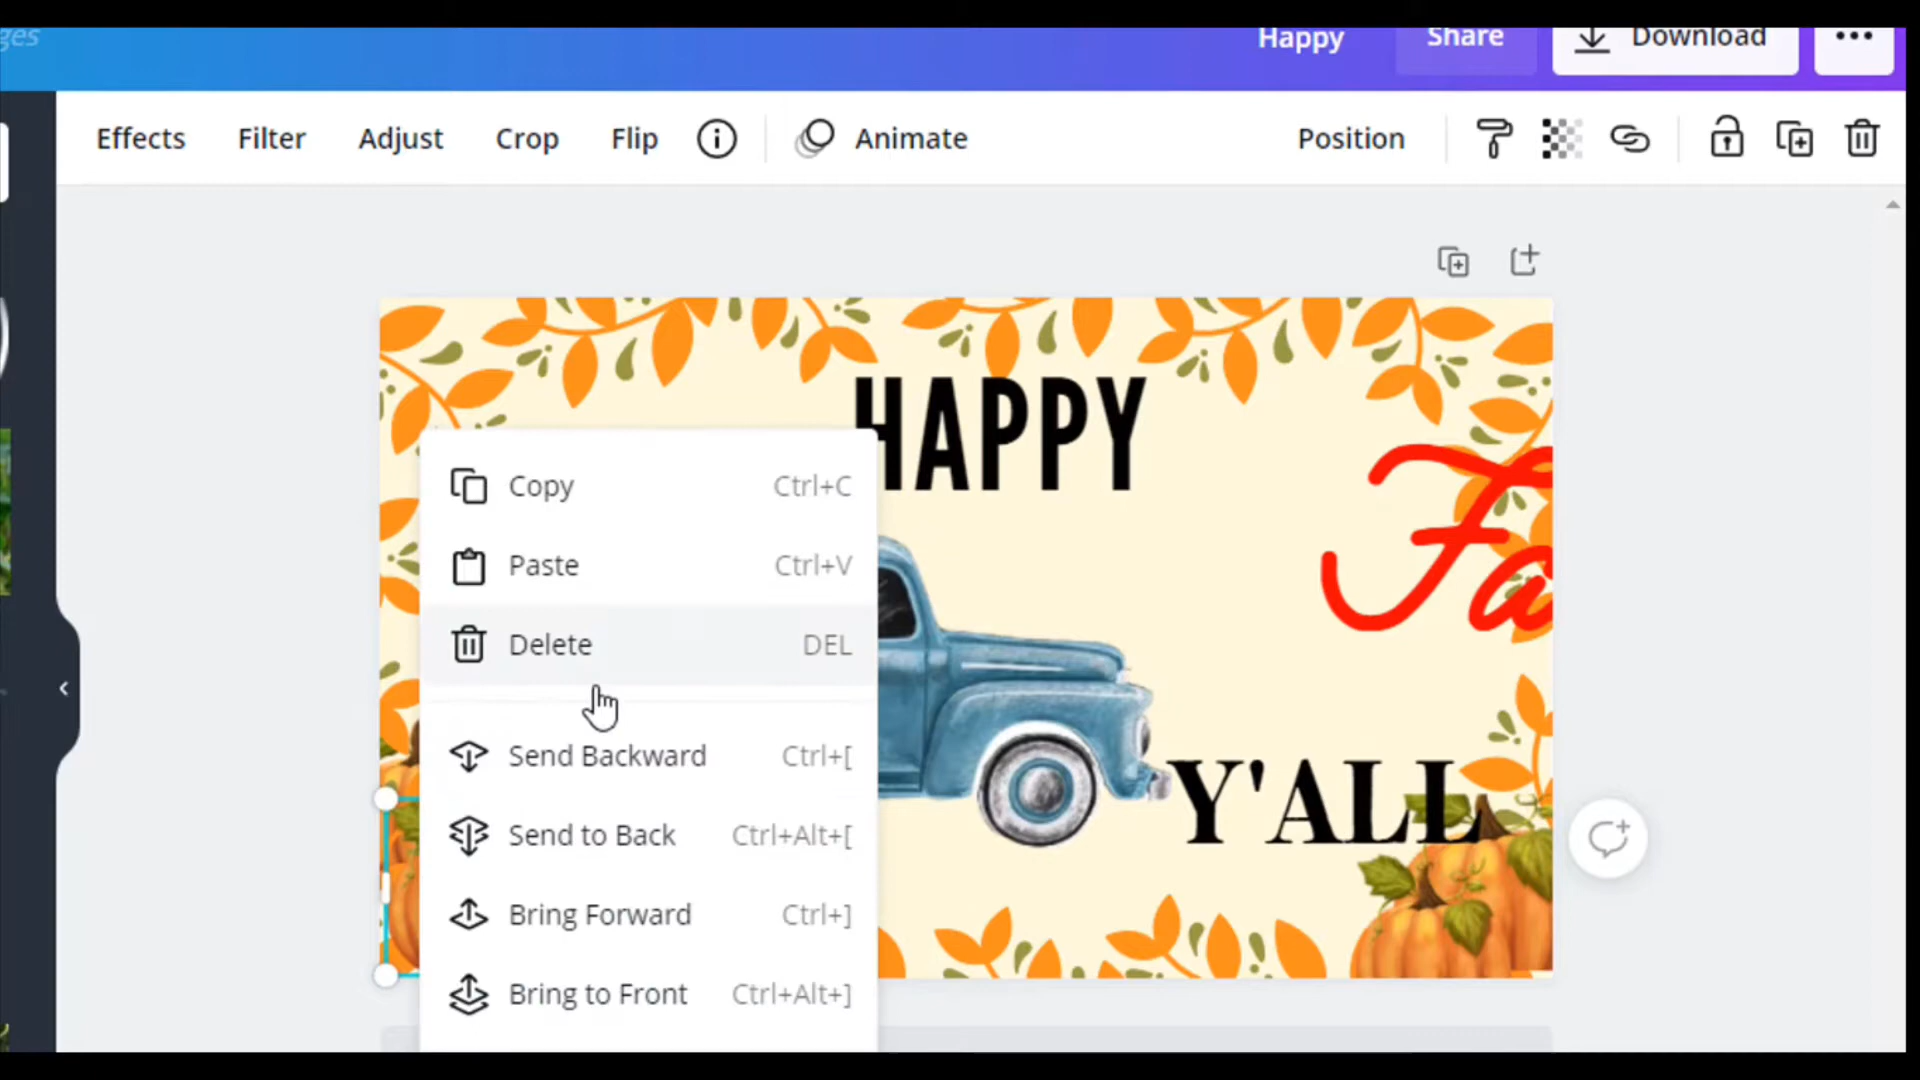 ges
Happy
Share
Download
Effects
Filter
Adjust
Crop
Flip
Animate
Position
HAPPY
Fa
Copy Ctrl+C
Paste Ctrl+V
Delete DEL
Send Backward Ctrl+[
Y'ALL
Send to Back Ctrl+Alt+[
Bring Forward Ctrl+]
Bring to Front Ctrl+Alt+]